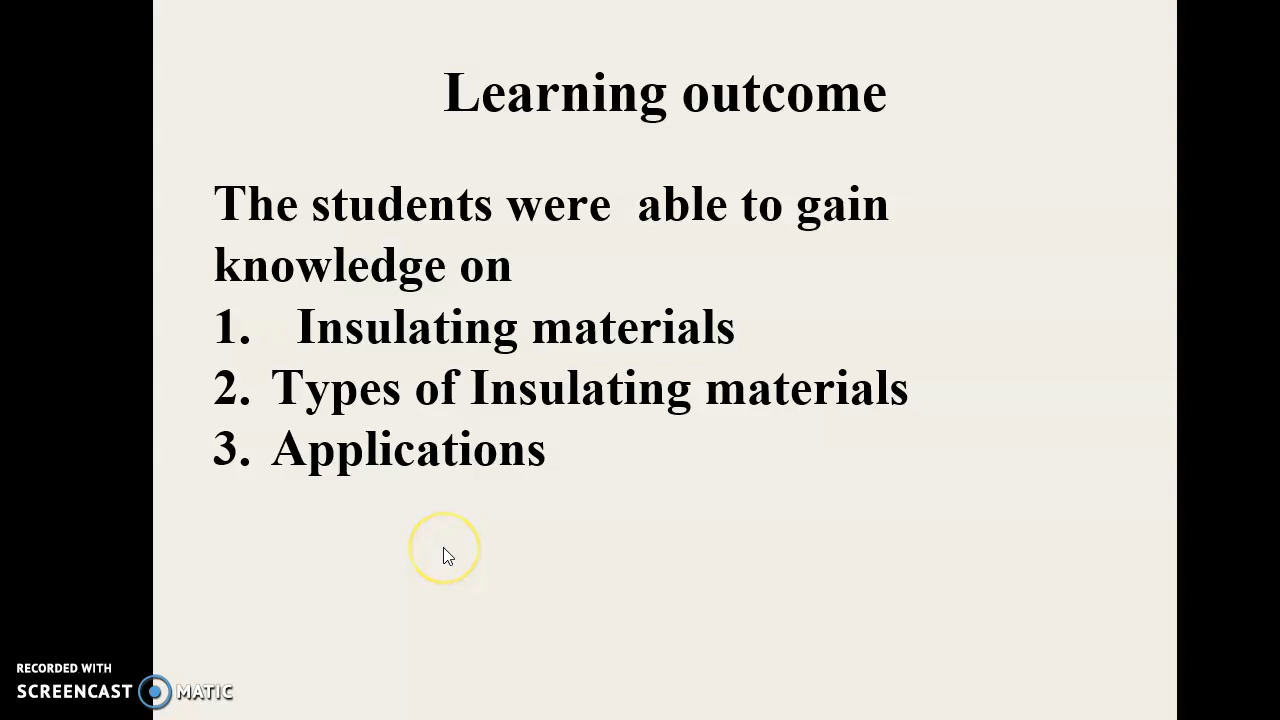 Learning outcome
The students were able to gain
knowledge on
1. Insulating materials
2. Types of Insulating materials
3. Applications
RECORDED WITH
SCREENCAST MATIC